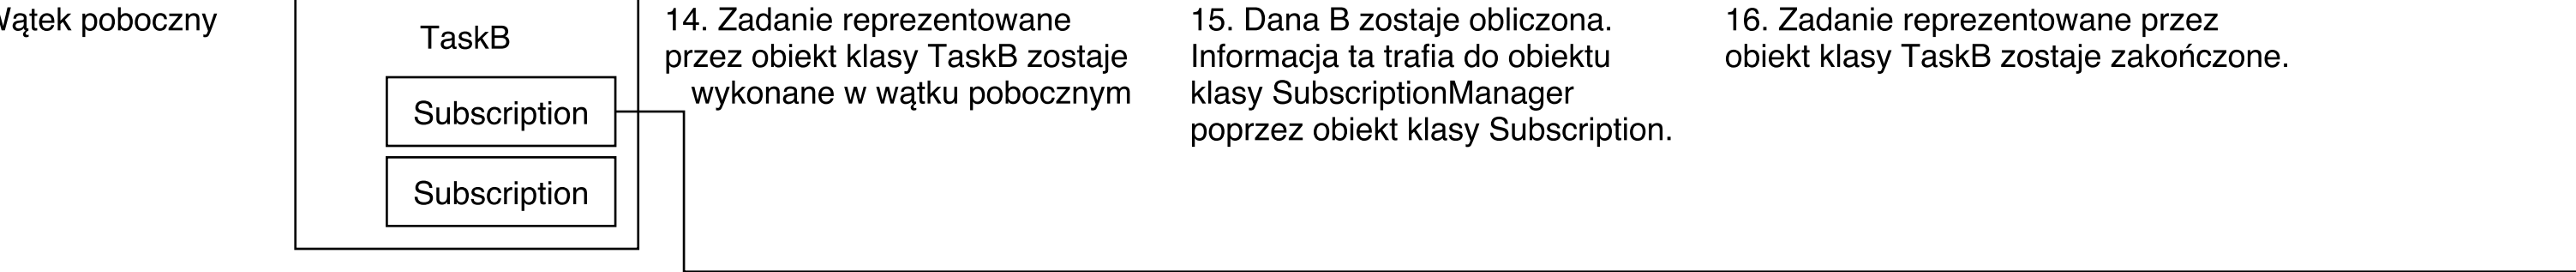 Wątek poboczny
TaskB
Subscription
Subscription
14. Zadanie reprezentowane
przez obiekt klasy TaskB zostaje
wykonane w wątku pobocznym
15. Dana B zostaje obliczona.
Informacja ta trafia do obiektu
klasy SubscriptionManager
poprzez obiekt klasy Subscription.
16. Zadanie reprezentowane przez
obiekt klasy TaskB zostaje zakończone.